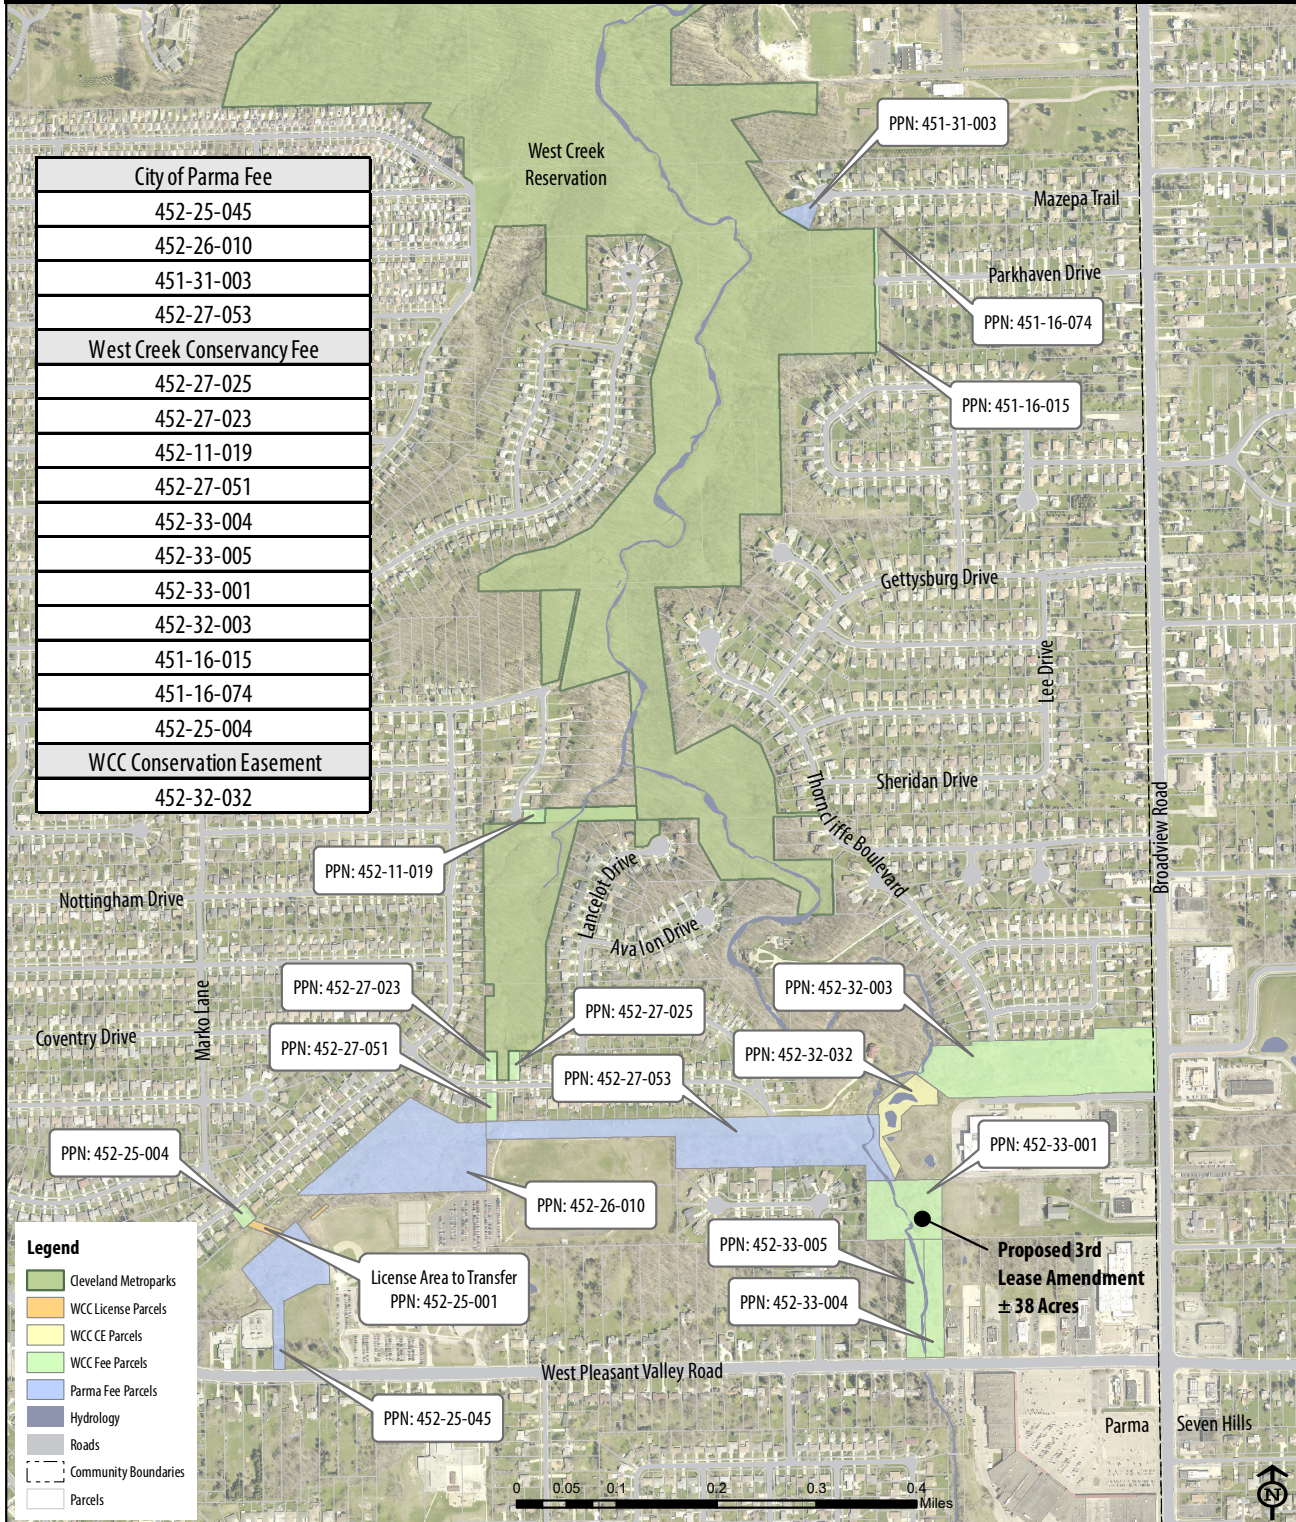 West Creek
Reservation
PPN: 451-31-003
Mazepa Trail
Parkhaven Drive
PPN: 451-16-074
PPN: 451-16-015
City of Parma Fee
452-25-045
452-26-010
451-31-003
452-27-053
West Creek Conservancy Fee
452-27-025
452-27-023
452-11-019
452-27-051
452-33-004
452-33-005
452-33-001
452-32-003
451-16-015
451-16-074
452-25-004
WCC Conservation Easement
452-32-032
Gettysburg Drive
Lee Drive
Sheridan Drive
Thorncliffe Boulevard
Broadview Road
PPN: 452-11-019
Nottingham Drive
Lancelot Drive
Avalon Drive
PPN: 452-27-023
PPN: 452-27-025
PPN: 452-32-003
Coventry Drive
Marko Lane
PPN: 452-27-051
PPN: 452-32-032
PPN: 452-27-053
PPN: 452-25-004
PPN: 452-33-001
PPN: 452-26-010
PPN: 452-33-005
Proposed 3rd
Lease Amendment
± 38 Acres
License Area to Transfer
PPN: 452-25-001
PPN: 452-33-004
West Pleasant Valley Road
PPN: 452-25-045
Parma
Seven Hills
Legend
Cleveland Metroparks
WCC License Parcels
WCC CE Parcels
WCC Fee Parcels
Parma Fee Parcels
Hydrology
Roads
Community Boundaries
Parcels
0 0.05 0.1 0.2 0.3 0.4
Miles
N